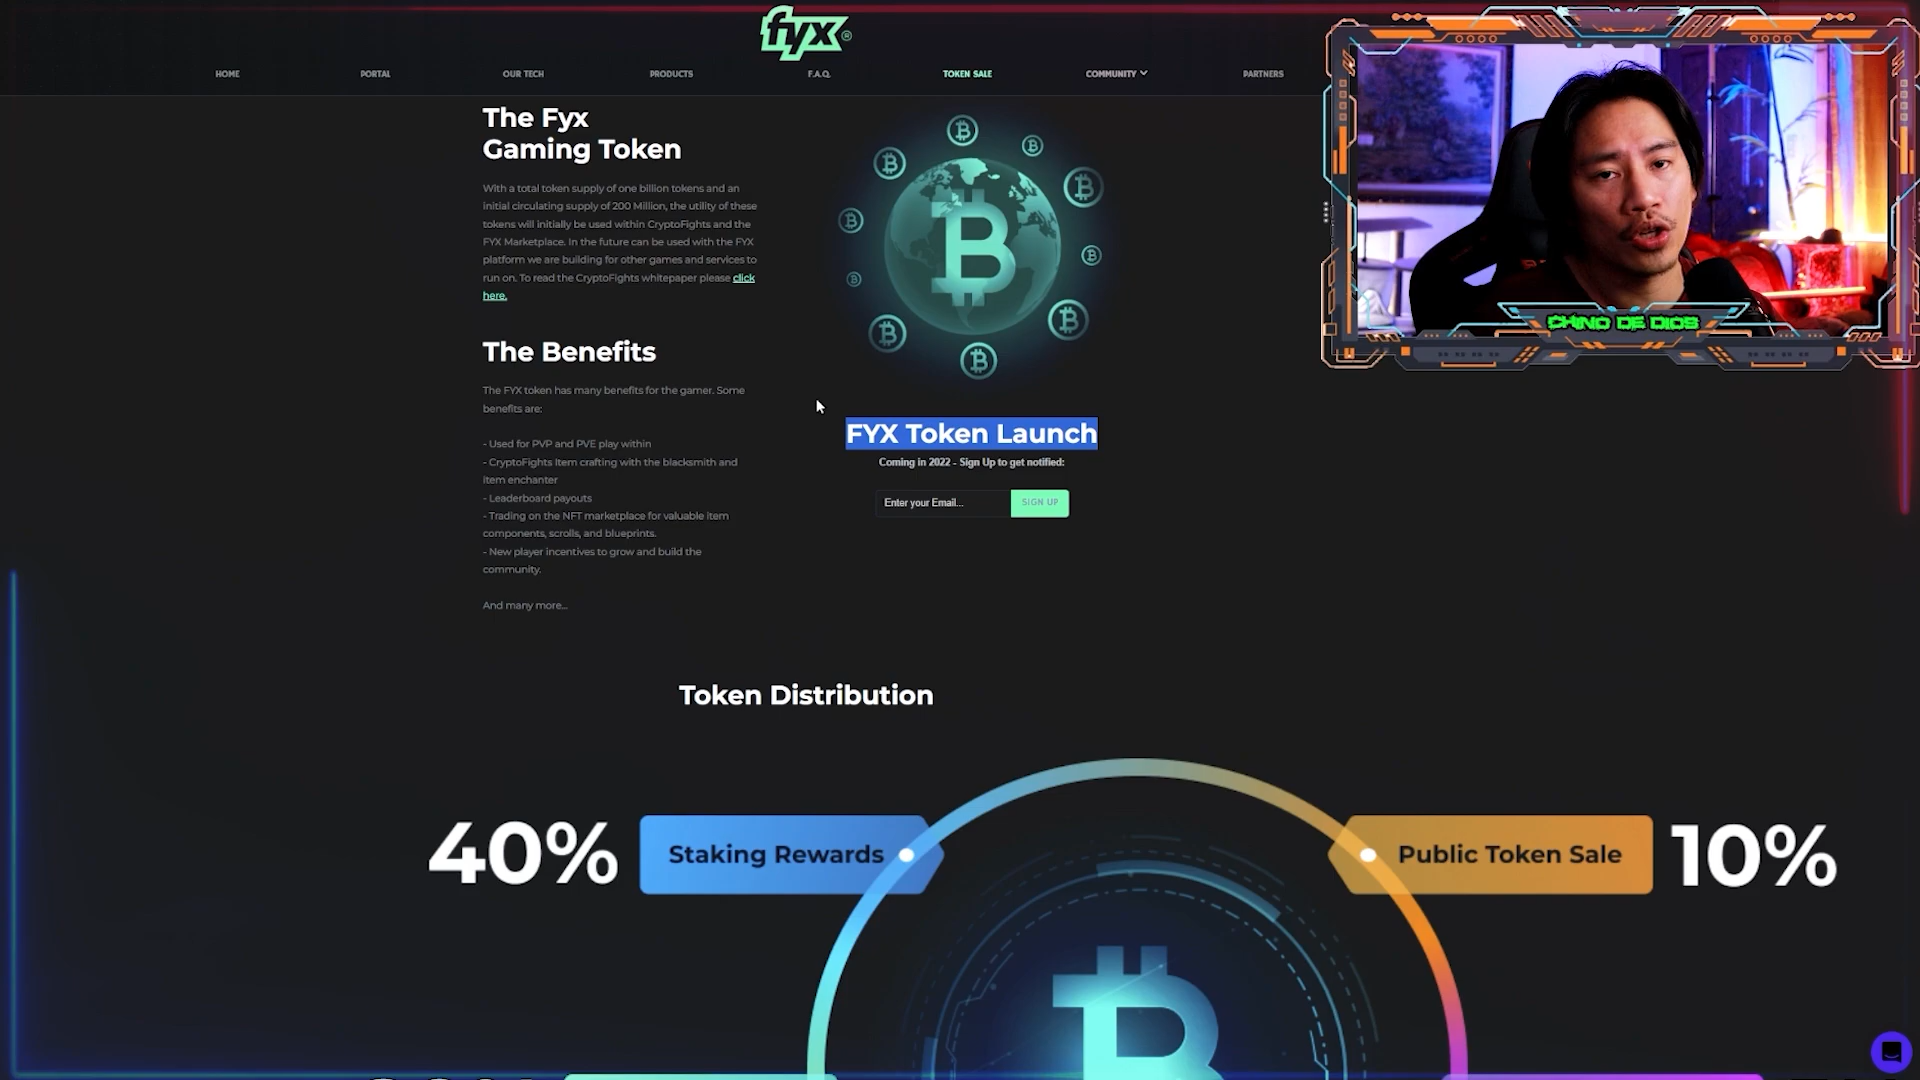 fyx®
HOME PORTAL OUR TECH PRODUCTS F.A.Q. TOKEN SALE COMMUNITY PARTNERS
The Fyx
Gaming Token
With a total token supply of one billion tokens and an
initial circulating supply of 200 Million, the utility of these
tokens will initially be used within CryptoFights and the
FYX Marketplace. In the future can be used with the FYX
platform we are building for other games and services to
run on. To read the CryptoFights whitepaper please click
here.
The Benefits
The FYX token has many benefits for the gamer. Some
benefits are:
- Used for PVP and PVE play within
- CryptoFights Item crafting with the blacksmith and
Item enchanter
- Leaderboard payouts
- Trading on the NFT marketplace for valuable Item
components, scrolls, and blueprints.
- New player incentives to grow and build the
community.
And many more...
FYX Token Launch
Coming in 2022 - Sign Up to get notified:
Enter your Email... SIGN UP
CHINO DE DIOS
Token Distribution
40% Staking Rewards
Public Token Sale 10%